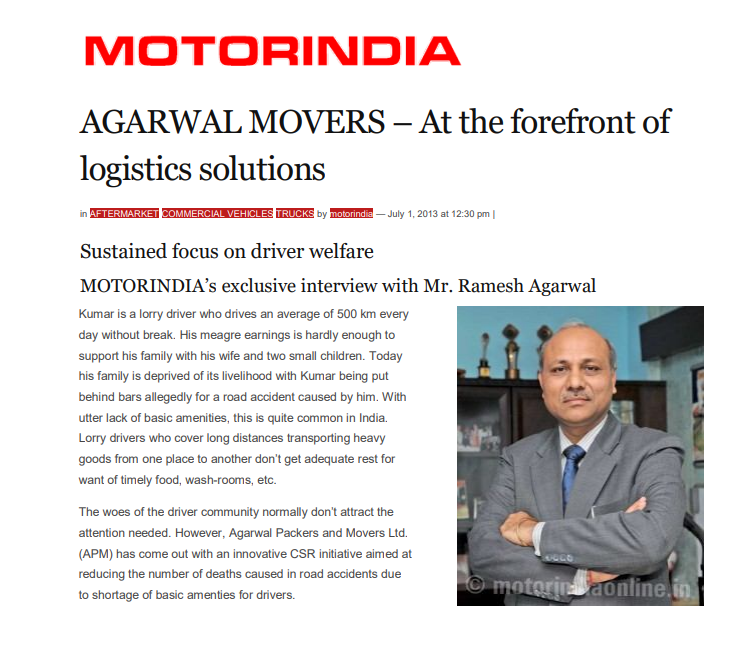 MOTORINDIA
AGARWAL MOVERS – At the forefront of
logistics solutions
in AFTERMARKET COMMERCIAL VEHICLES TRUCKS by motorindia — July 1, 2013 at 12:30 pm |
Sustained focus on driver welfare
MOTORINDIA’s exclusive interview with Mr. Ramesh Agarwal
Kumar is a lorry driver who drives an average of 500 km every
day without break. His meagre earnings is hardly enough to
support his family with his wife and two small children. Today
his family is deprived of its livelihood with Kumar being put
behind bars allegedly for a road accident caused by him. With
utter lack of basic amenities, this is quite common in India.
Lorry drivers who cover long distances transporting heavy
goods from one place to another don’t get adequate rest for
want of timely food, wash-rooms, etc.
The woes of the driver community normally don’t attract the
attention needed. However, Agarwal Packers and Movers Ltd.
(APM) has come out with an innovative CSR initiative aimed at
reducing the number of deaths caused in road accidents due
to shortage of basic amenties for drivers.
© motorindiaonline.in